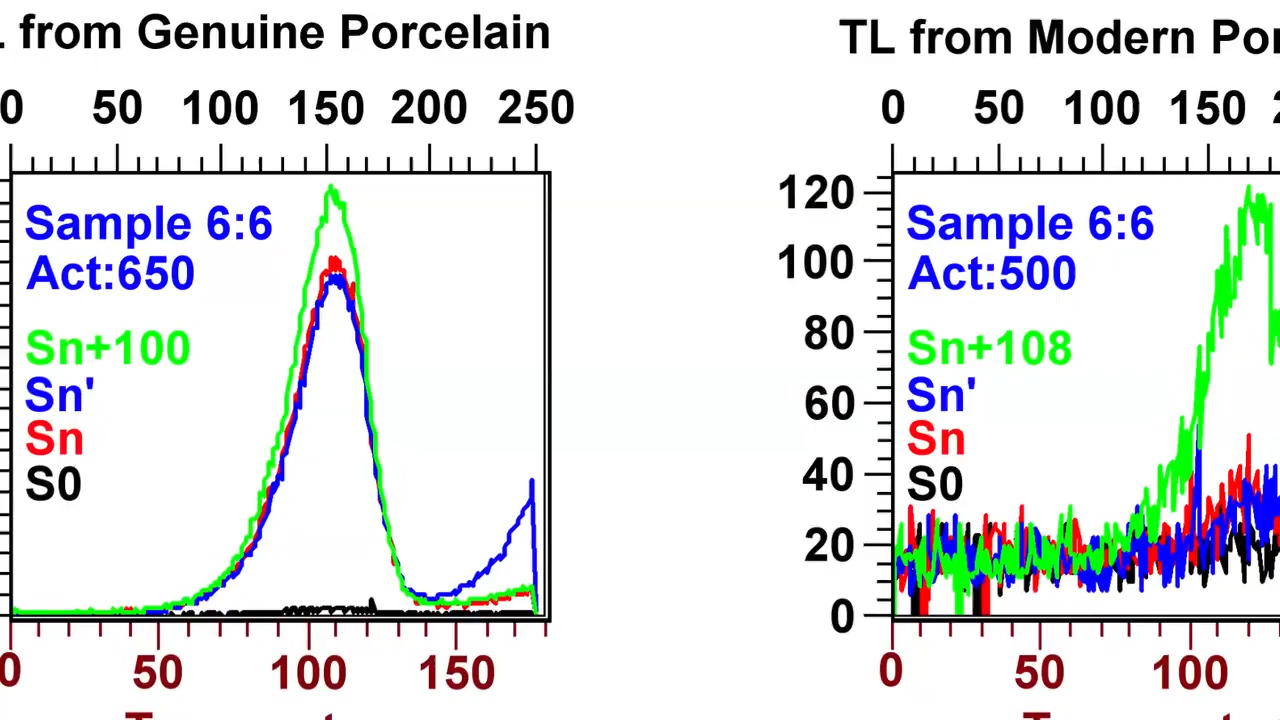 from Genuine Porcelain
0 50 100 150 200 250
Sample 6:6
Act:650
Sn+100
Sn'
Sn
S0
0 50 100 150
TL from Modern
0 50 100 150
120
100
80
60
40
20
0
Sample 6:6
Act:500
Sn+108
Sn'
Sn
S0
0 50 100